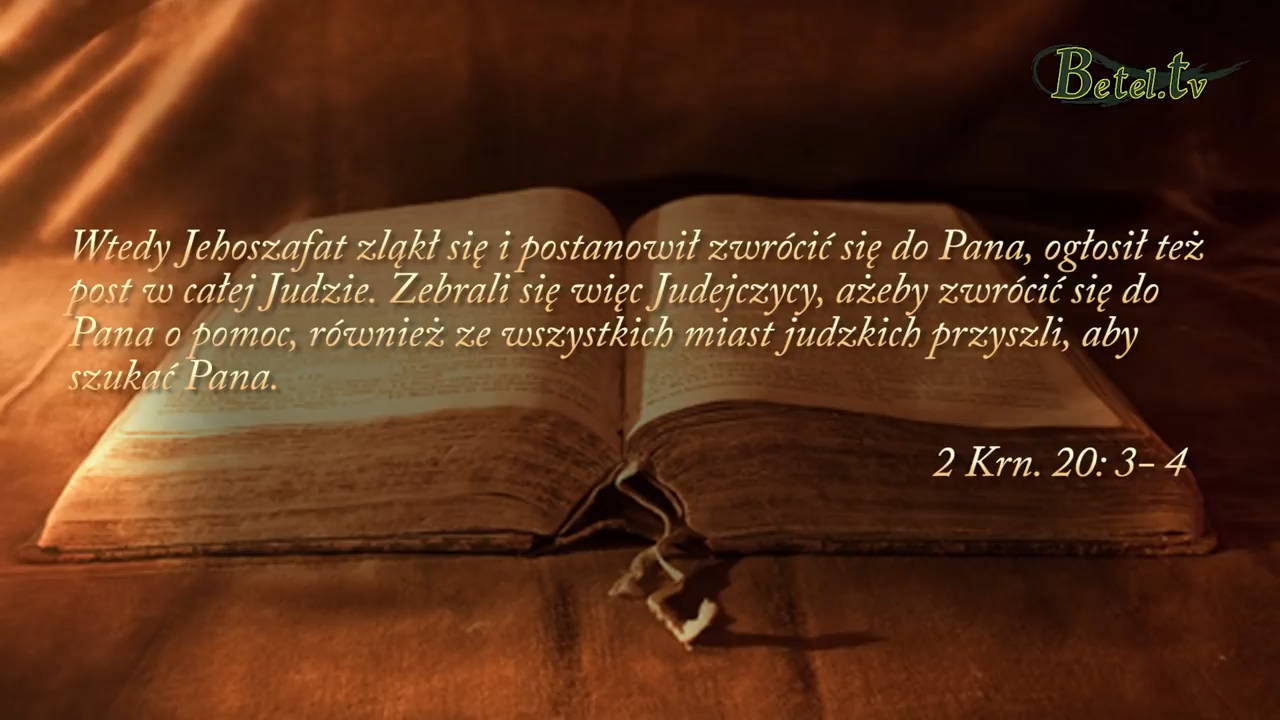 Betel.tv
Wtedy Jehoszafat zląkł się i postanowił zwrócić się do Pana, ogłosił też
post w całej Judzie. Zebrali się więc Judejczycy, ażeby zwrócić się do
Pana o pomoc, również ze wszystkich miast judzkich przyszli, aby
szukać Pana.
2 Krn. 20: 3- 4